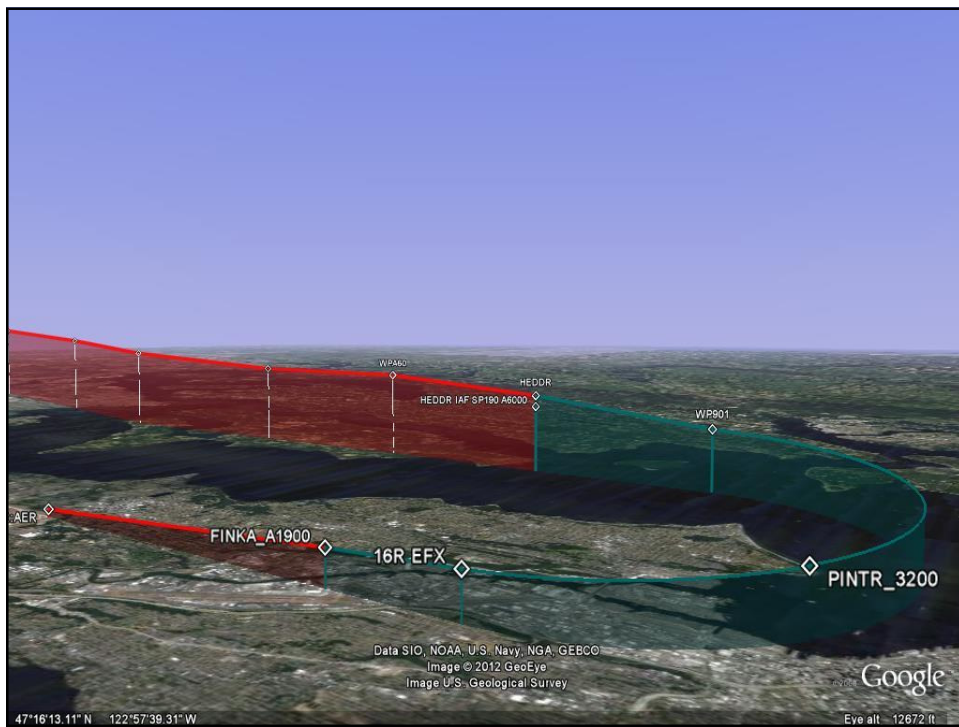 WPA60
HEDDR
HEDDR IAF SP190 A6000
WP901
AER
FINKA_A1900
16R EFX
PINTR_3200
Data SIO, NOAA, U.S. Navy, NGA, GEBCO
Image © 2012 GeoEye
Image U.S. Geological Survey
Google
47°16'13.11" N 122°57'39.31" W
Eye alt 12672 ft